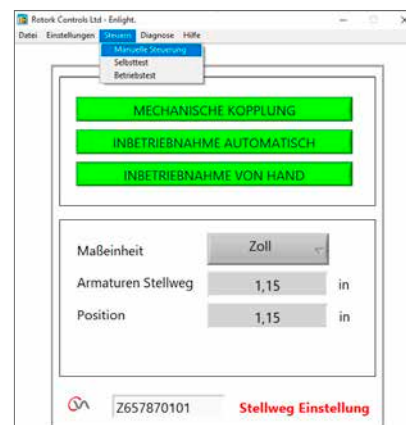 Rotork Controls Ltd - Enlight.
Datei Einstellungen Steuern Diagnose Hilfe
Manuelle Steuerung
Selbsttest
Betriebstest
MECHANISCHE KOPPLUNG
INBETRIEBNAHME AUTOMATISCH
INBETRIEBNAHME VON HAND
Maßeinheit Zoll
Armaturen Stellweg 1,15 in
Position 1,15 in
Z657870101 Stellweg Einstellung